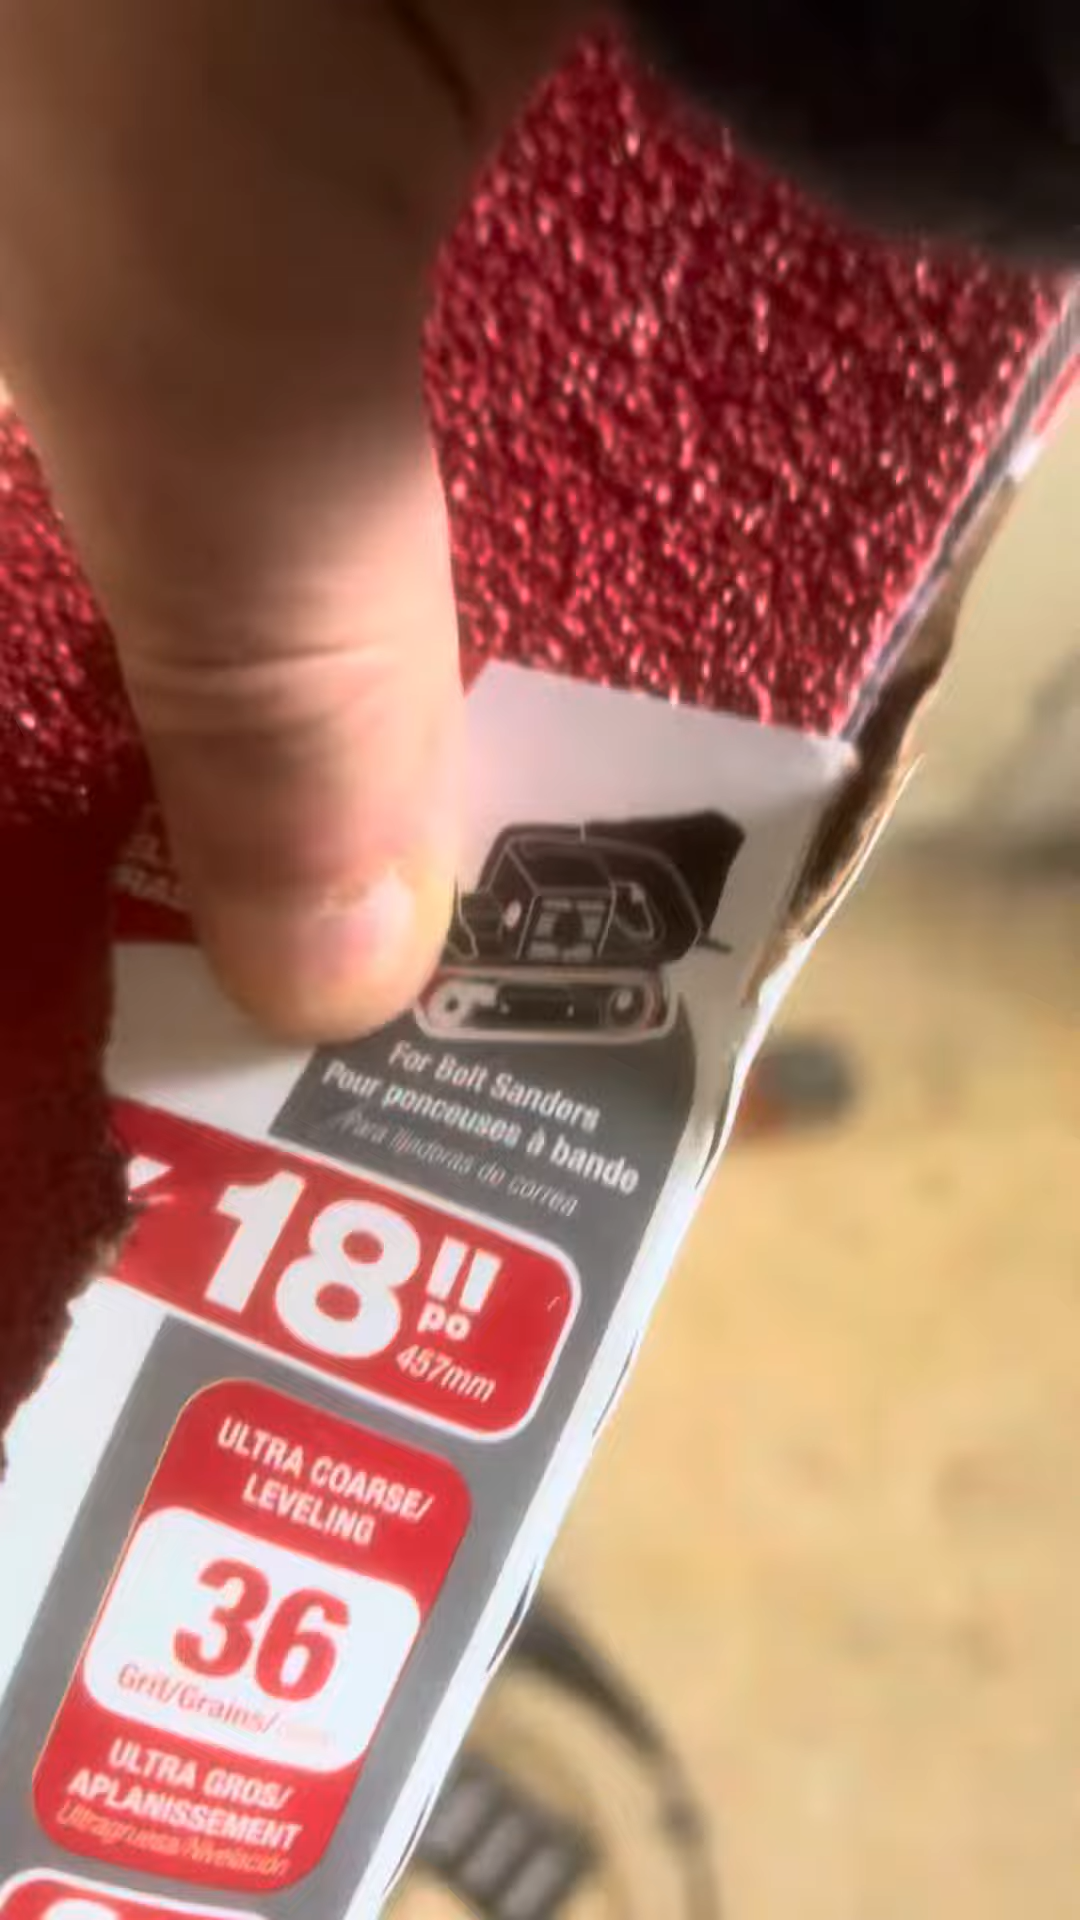 For Belt Sanders
Pour ponceuses à bande
Para lijadoras de correa
18"
po
457mm
ULTRA COARSE/
LEVELING
36
Grit/Grains/
ULTRA GROS/
APLANISSEMENT
Ultragruesa/Nivelación